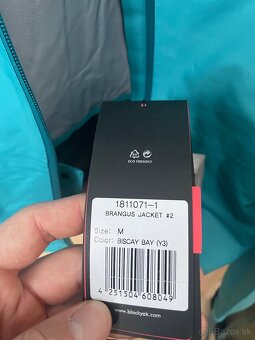 ECO FRIENDLY
1811071-1
BRANGUS JACKET #2
Size: M
Color: BISCAY BAY (Y3)
4 251504 608049
www.blackyak.com
© Bazos.sk